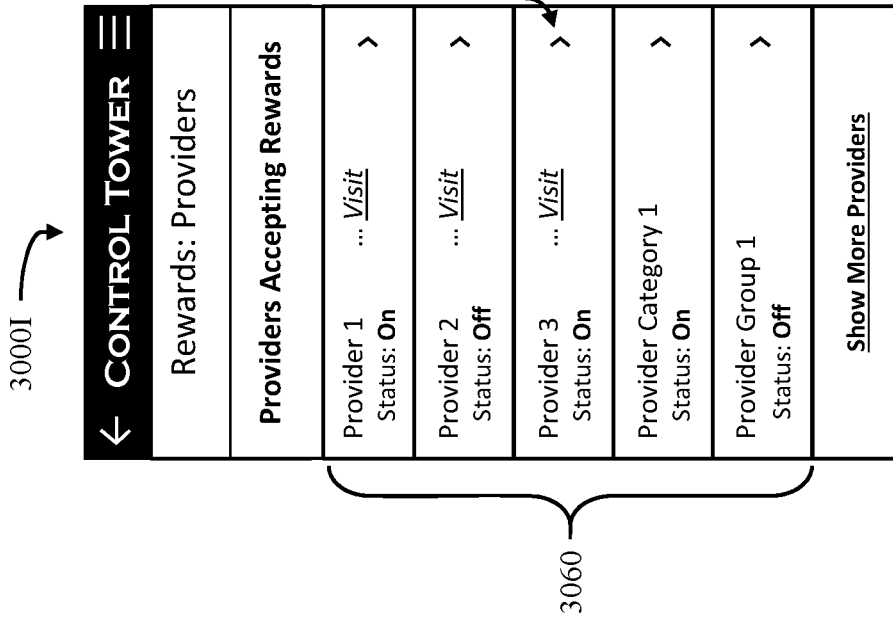 3000I
← CONTROL TOWER ☰
Rewards: Providers
Providers Accepting Rewards
Provider 1 ... Visit >
Status: On
Provider 2 ... Visit >
Status: Off
Provider 3 ... Visit >
Status: On
Provider Category 1 >
Status: On
Provider Group 1 >
Status: Off
Show More Providers
3060